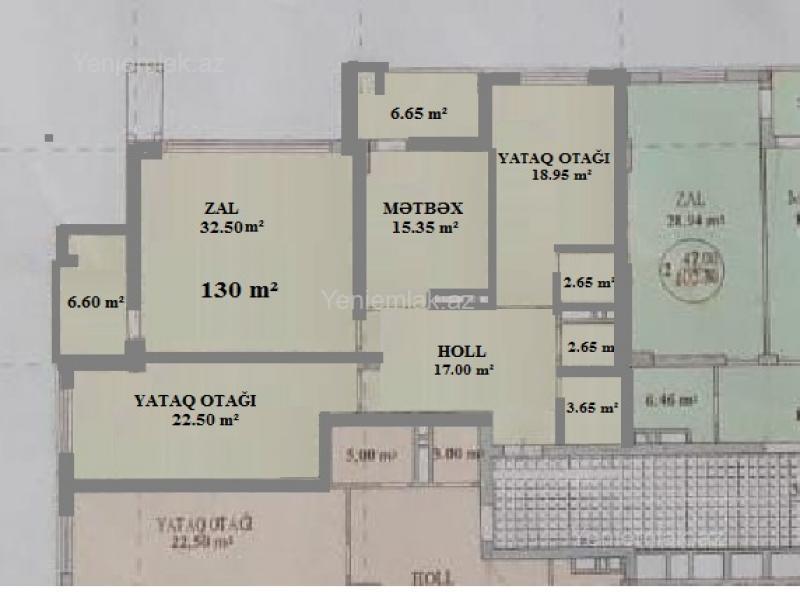 Yeniemlak.az
6.65 m²
YATAQ OTAĞI
18.95 m²
ZAL
32.50 m²
MƏTBƏX
15.35 m²
ZAL
28.94 m²
130 m²
2.65 m²
47.00
2
6.60 m²
Yeniemlak.az
HOLL
17.00 m²
2.65 m
YATAQ OTAĞI
22.50 m²
3.65 m²
6.46 m²
3.00 m²
YATAQ OTAĞI
22.50 m²
Yeniemlak.az
HOLL